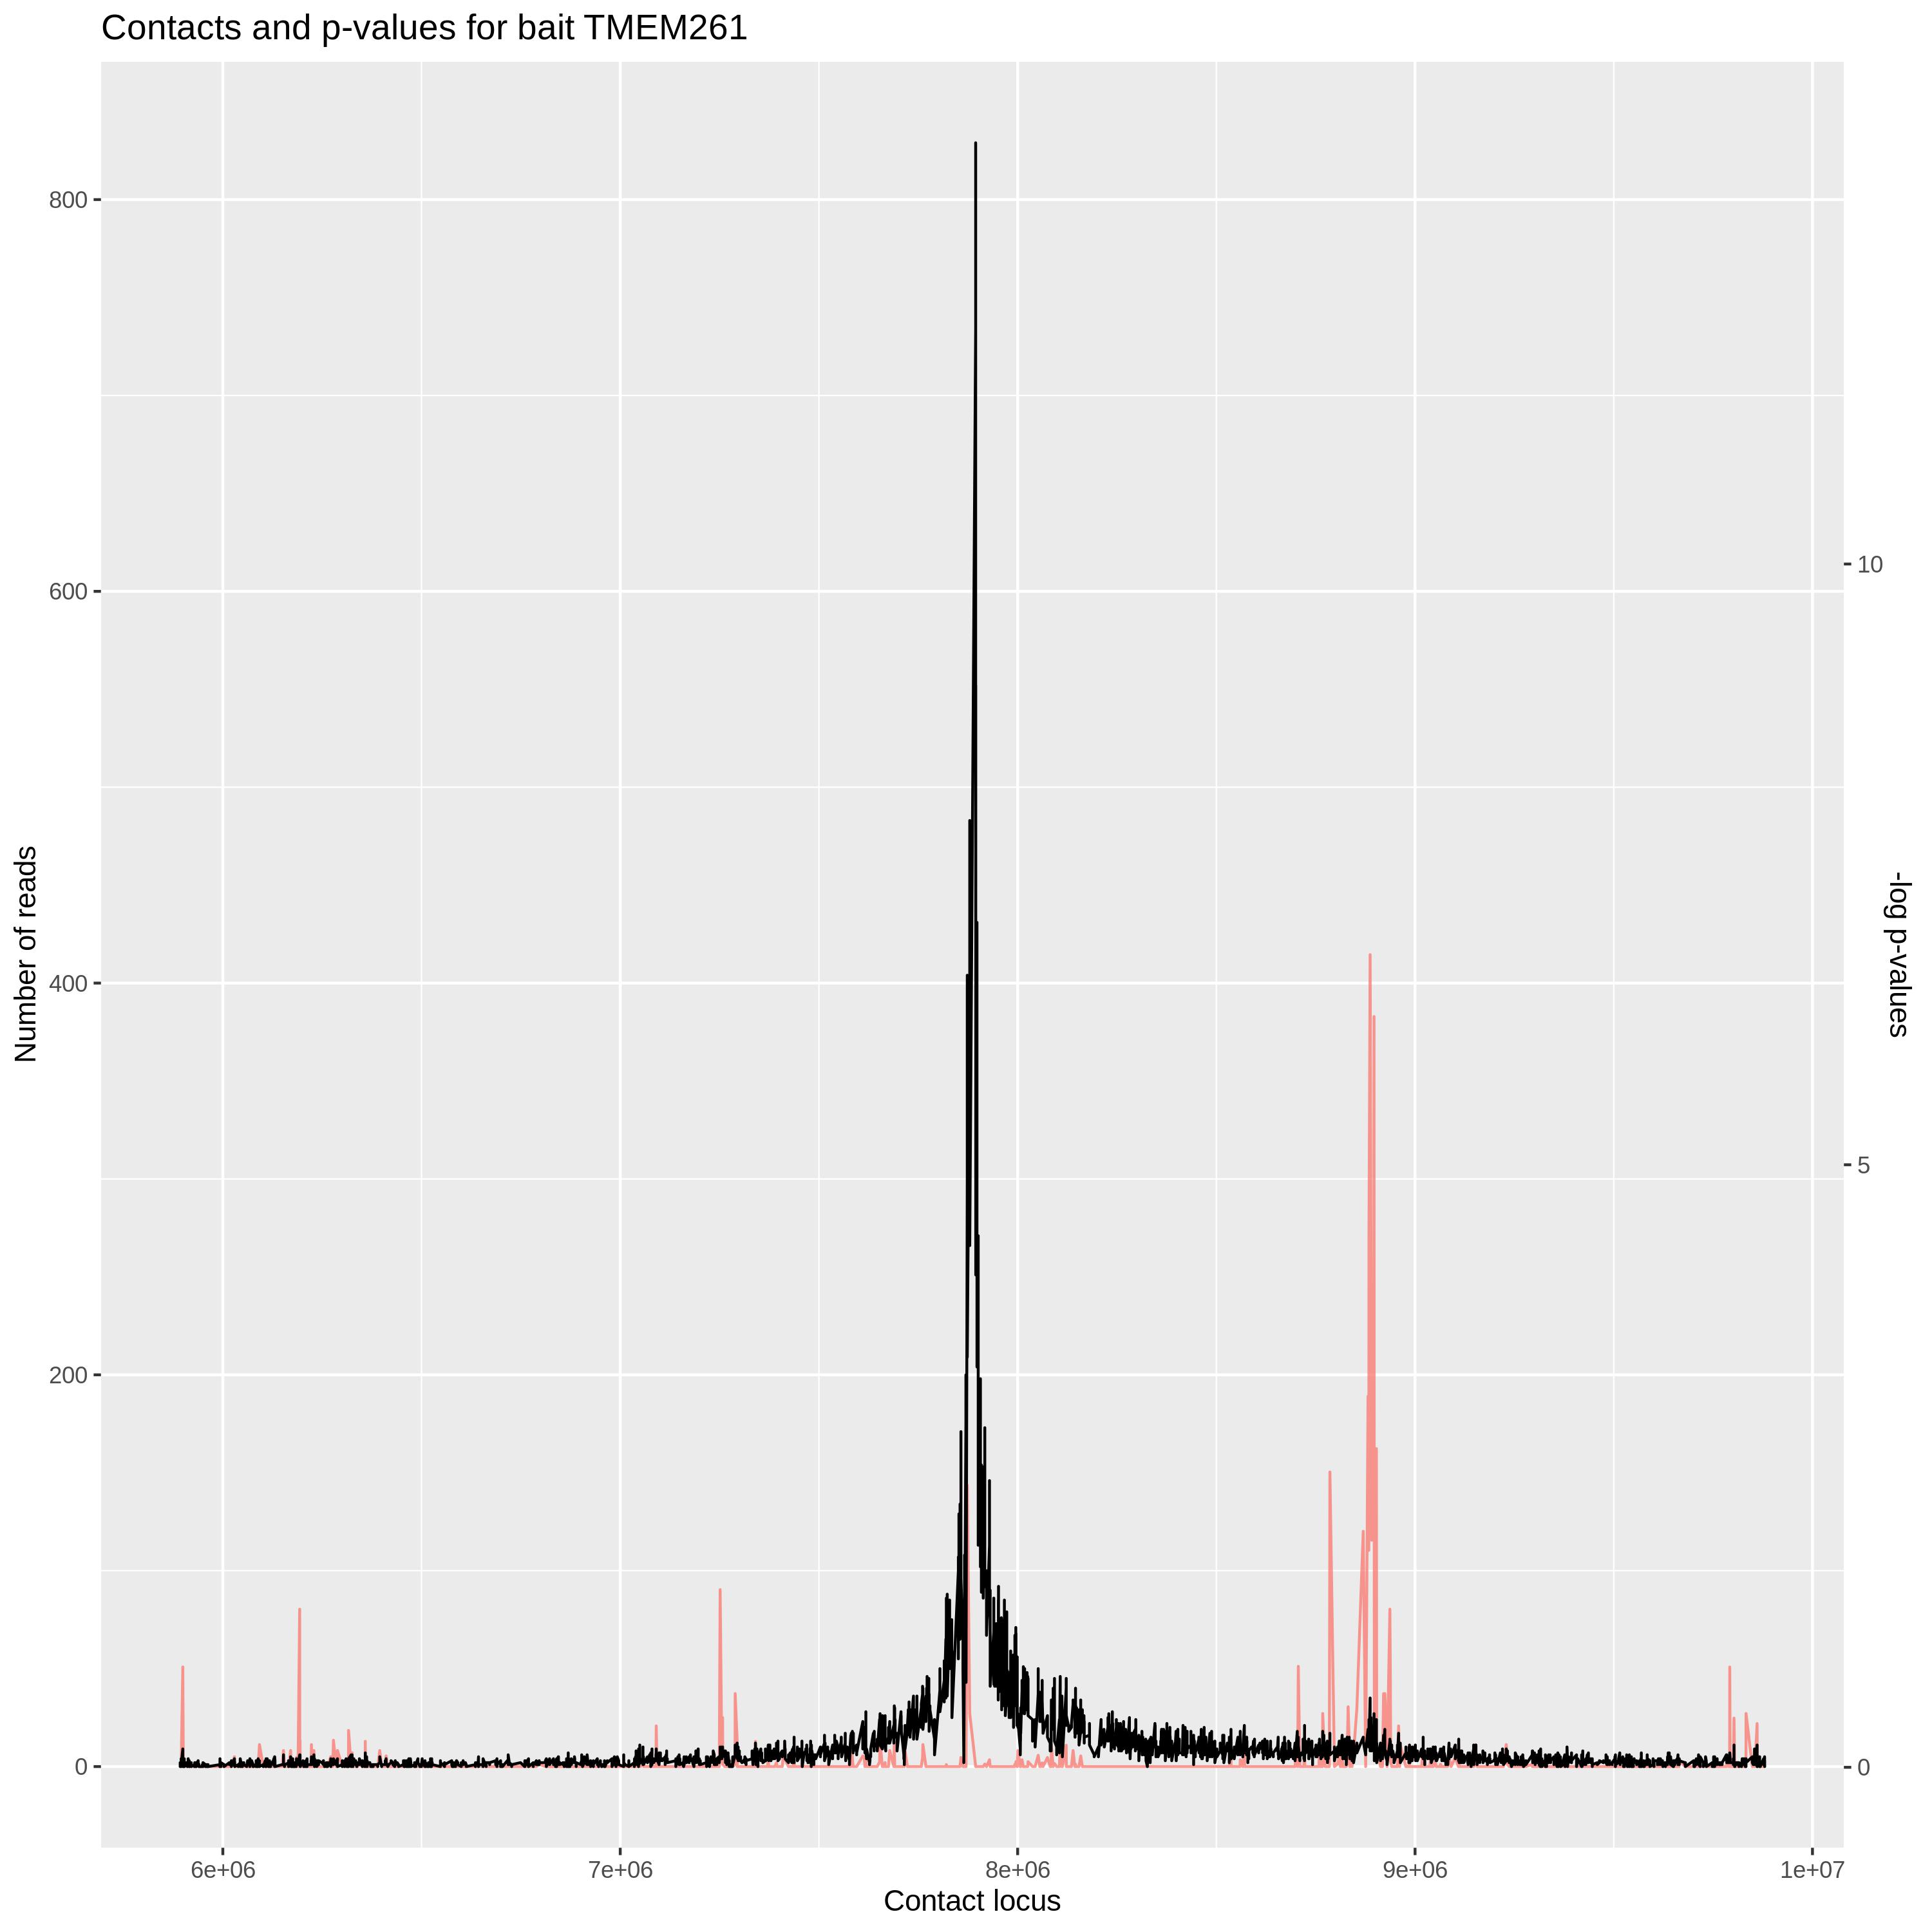 Contacts and p-values for bait TMEM261
800
600
400
200
0
Number of reads
10
5
0
-log p-values
6e+06
7e+06
8e+06
9e+06
1e+07
Contact locus